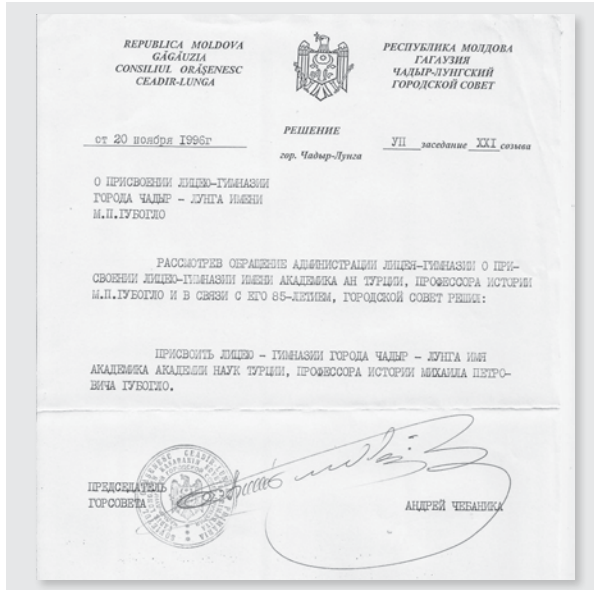 REPUBLICA MOLDOVA
GĂGĂUZIA
CONSILIUL ORĂŞENESC
CEADIR-LUNGA
РЕСПУБЛИКА МОЛДОВА
ГАГАУЗИЯ
ЧАДЫР-ЛУНГСКИЙ
ГОРОДСКОЙ СОВЕТ
от 20 ноября 1996г
РЕШЕНИЕ
гор. Чадыр-Лунга
УП заседание XXI созыва
О ПРИСВОЕНИИ ЛИЦЕЮ-ГИМНАЗИИ
ГОРОДА ЧАДЫР – ЛУНГА ИМЕНИ
М.П.ГУБОГЛО
РАССМОТРЕВ ОБРАЩЕНИЕ АДМИНИСТРАЦИИ ЛИЦЕЯ-ГИМНАЗИИ О ПРИ-
СВОЕНИИ ЛИЦЕЮ-ГИМНАЗИИ ИМЕНИ АКАДЕМИКА АН ТУРЦИИ, ПРОФЕССОРА ИСТОРИИ
М.П.ГУБОГЛО И В СВЯЗИ С ЕГО 85-ЛЕТИЕМ, ГОРОДСКОЙ СОВЕТ РЕШИЛ:
ПРИСВОИТЬ ЛИЦЕЮ – ГИМНАЗИИ ГОРОДА ЧАДЫР – ЛУНГА ИМЯ
АКАДЕМИКА АКАДЕМИИ НАУК ТУРЦИИ, ПРОФЕССОРА ИСТОРИИ МИХАИЛА ПЕТРО-
ВИЧА ГУБОГЛО.
ПРЕДСЕДАТЕЛЬ
ГОРСОВЕТА
АНДРЕЙ ЧЕБАНИКА